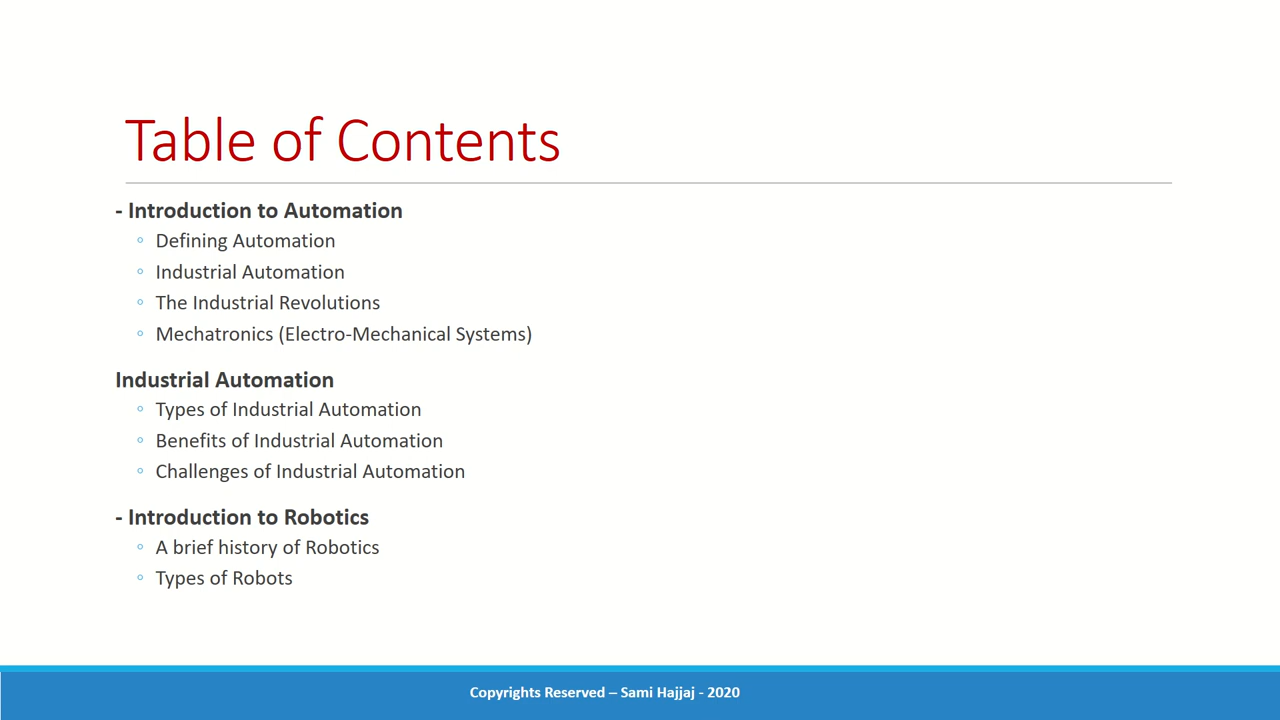 Table of Contents
- Introduction to Automation
◦ Defining Automation
◦ Industrial Automation
◦ The Industrial Revolutions
◦ Mechatronics (Electro-Mechanical Systems)
Industrial Automation
◦ Types of Industrial Automation
◦ Benefits of Industrial Automation
◦ Challenges of Industrial Automation
- Introduction to Robotics
◦ A brief history of Robotics
◦ Types of Robots
Copyrights Reserved – Sami Hajjaj - 2020